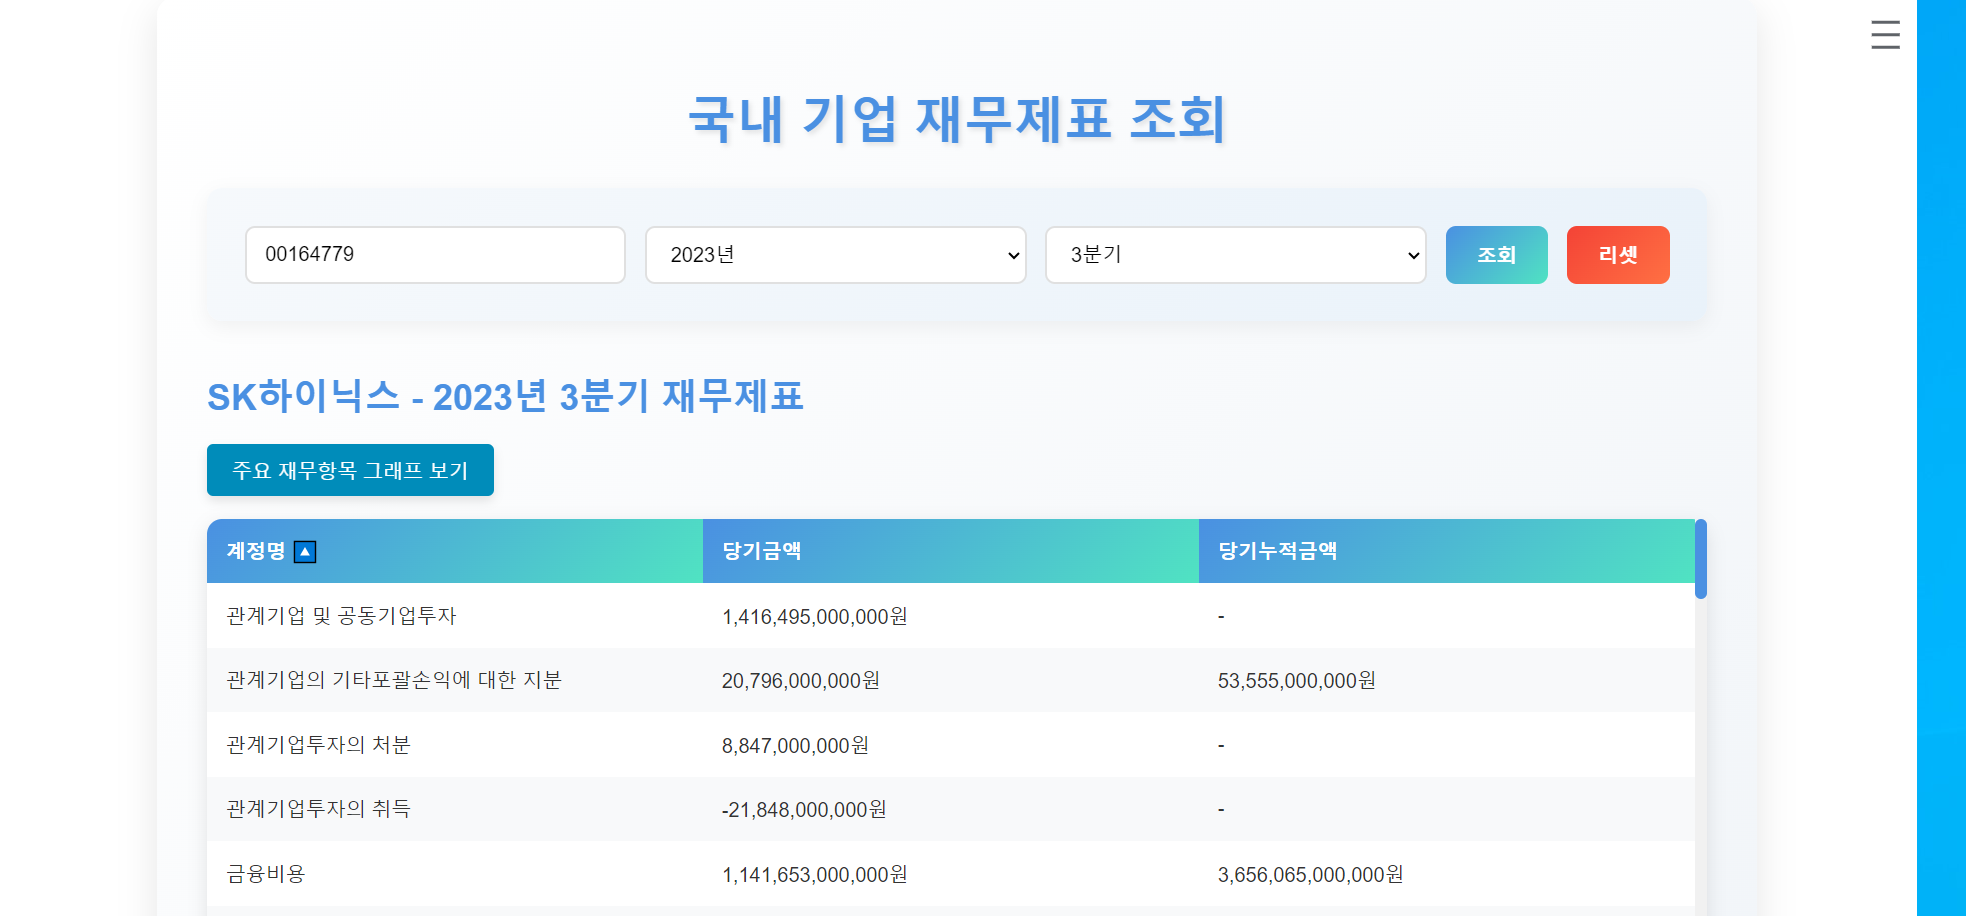 국내 기업 재무제표 조회
00164779 2023년 3분기 조회 리셋
SK하이닉스 - 2023년 3분기 재무제표
주요 재무항목 그래프 보기
계정명 🔼 당기금액 당기누적금액
관계기업 및 공동기업투자 1,416,495,000,000원 -
관계기업의 기타포괄손익에 대한 지분 20,796,000,000원 53,555,000,000원
관계기업투자의 처분 8,847,000,000원 -
관계기업투자의 취득 -21,848,000,000원 -
금융비용 1,141,653,000,000원 3,656,065,000,000원